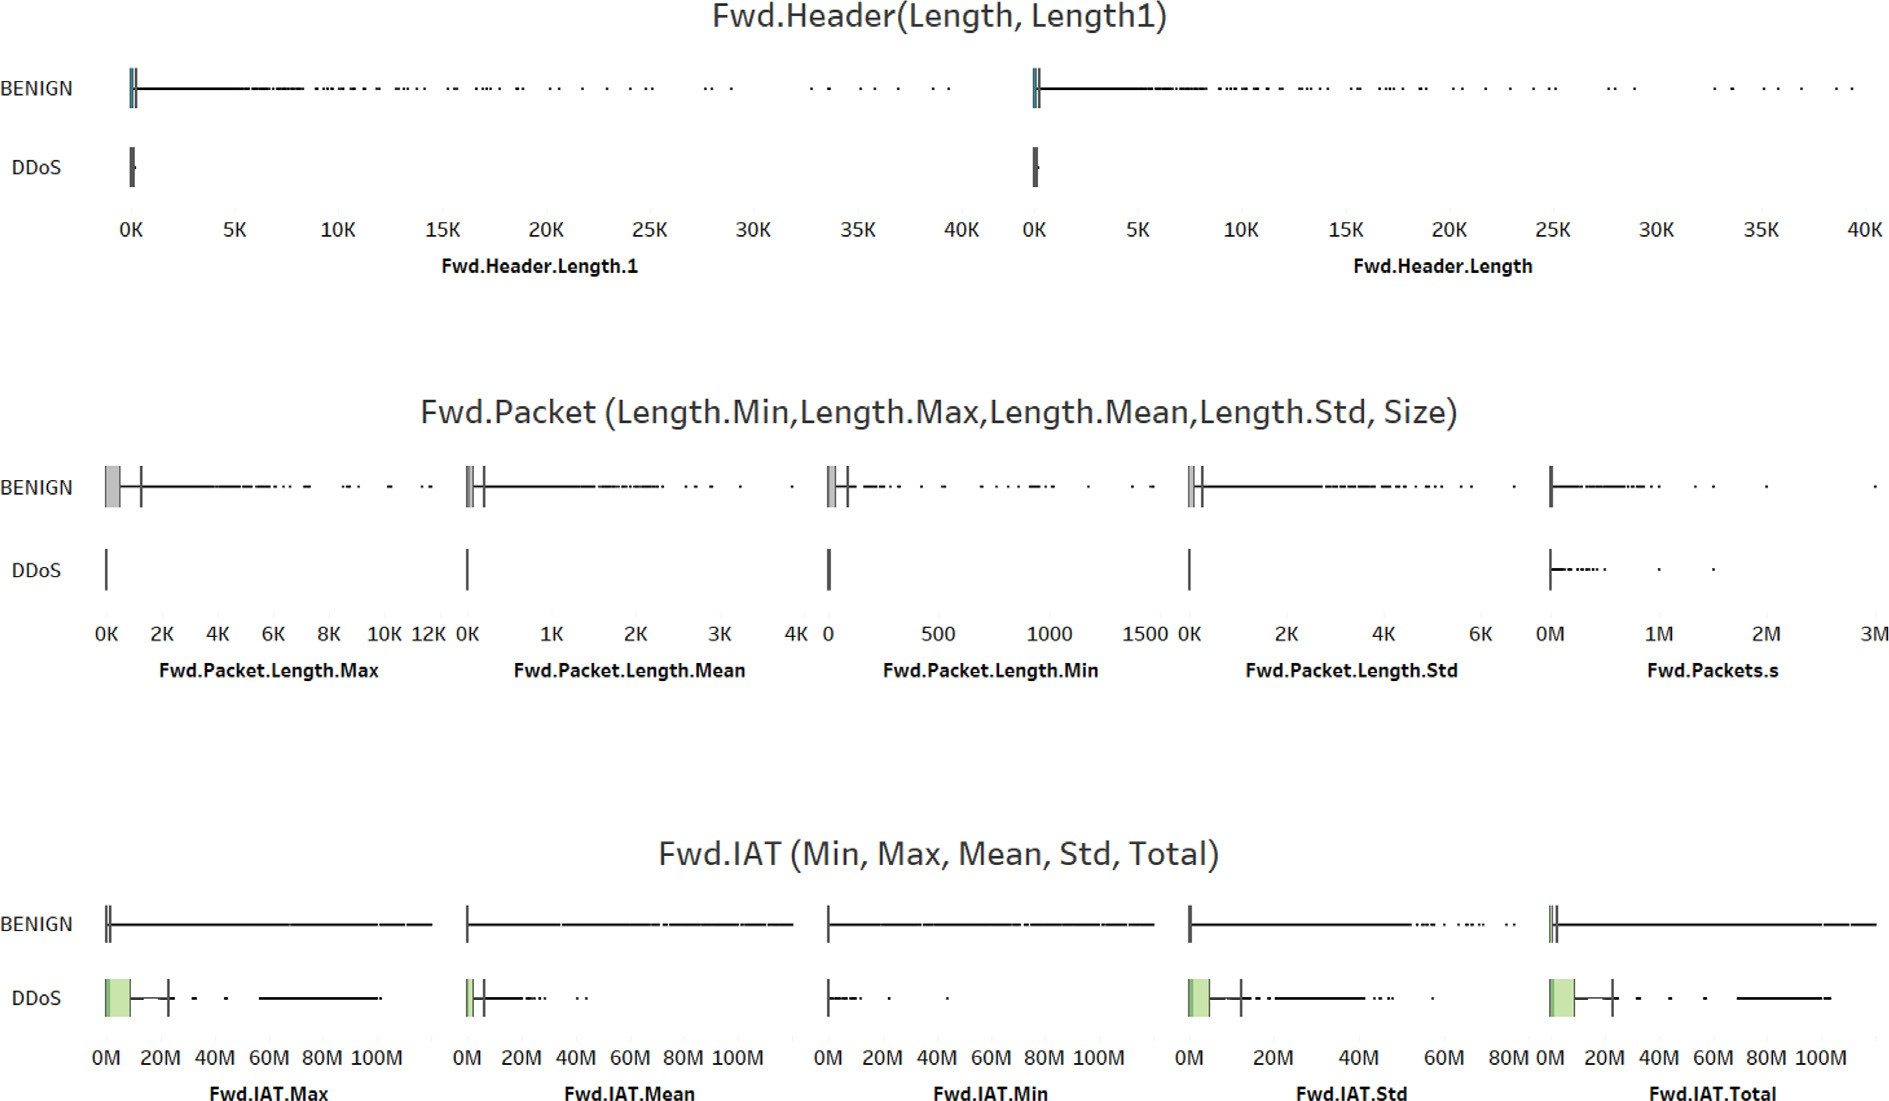 Fwd.Header(Length, Length1)
BENIGN
DDoS
0K 5K 10K 15K 20K 25K 30K 35K 40K 0K 5K 10K 15K 20K 25K 30K 35K 40K
Fwd.Header.Length.1 Fwd.Header.Length
Fwd.Packet (Length.Min,Length.Max,Length.Mean,Length.Std, Size)
BENIGN
DDoS
0K 2K 4K 6K 8K 10K 12K 0K 1K 2K 3K 4K 0 500 1000 1500 0K 2K 4K 6K 0M 1M 2M 3M
Fwd.Packet.Length.Max Fwd.Packet.Length.Mean Fwd.Packet.Length.Min Fwd.Packet.Length.Std Fwd.Packets.s
Fwd.IAT (Min, Max, Mean, Std, Total)
BENIGN
DDoS
0M 20M 40M 60M 80M 100M 0M 20M 40M 60M 80M 100M 0M 20M 40M 60M 80M 100M 0M 20M 40M 60M 80M 0M 20M 40M 60M 80M 100M
Fwd.IAT.Max Fwd.IAT.Mean Fwd.IAT.Min Fwd.IAT.Std Fwd.IAT.Total